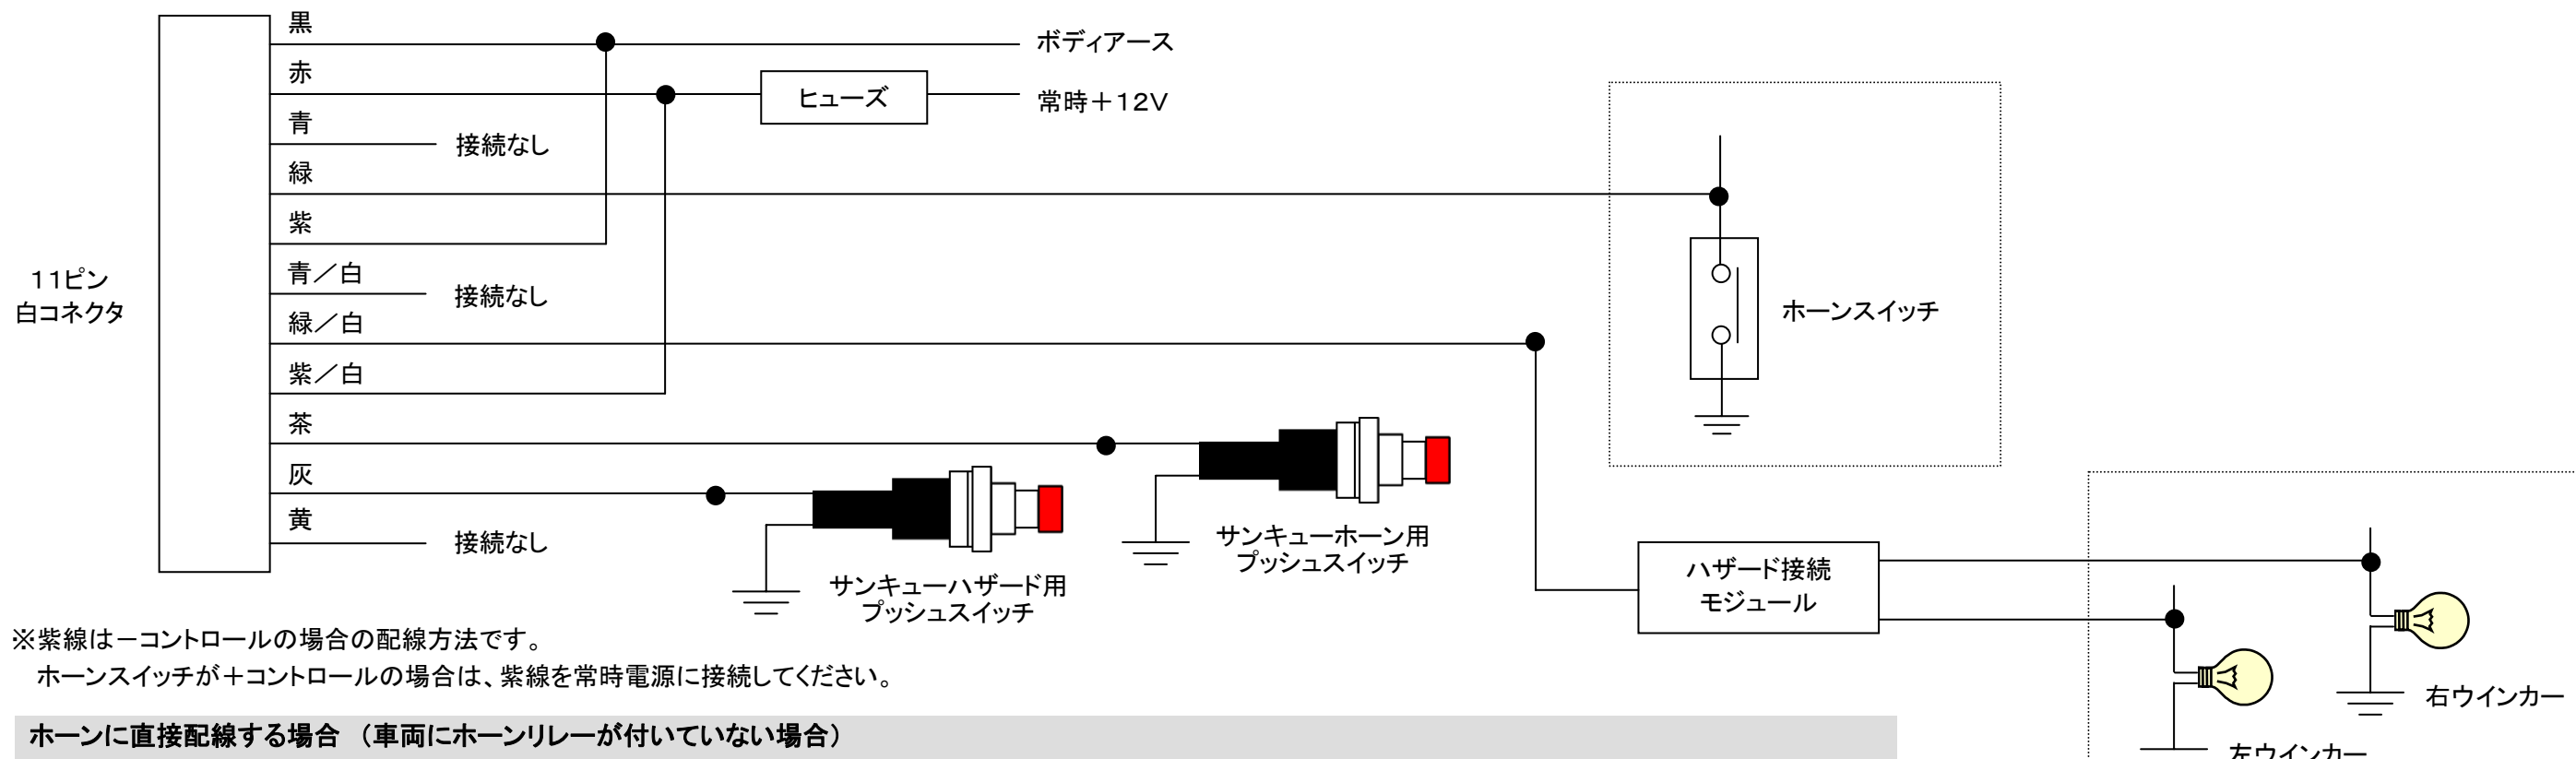 黒
ボディアース
赤
ヒューズ
常時＋12V
青
接続なし
緑
紫
青／白
接続なし
11ピン
白コネクタ
緑／白
紫／白
茶
灰
黄
接続なし
ホーンスイッチ
サンキューホーン用
プッシュスイッチ
サンキューハザード用
プッシュスイッチ
ハザード接続
モジュール
右ウインカー
左ウインカー
※紫線は－コントロールの場合の配線方法です。
ホーンスイッチが＋コントロールの場合は、紫線を常時電源に接続してください。
ホーンに直接配線する場合　（車両にホーンリレーが付いていない場合）